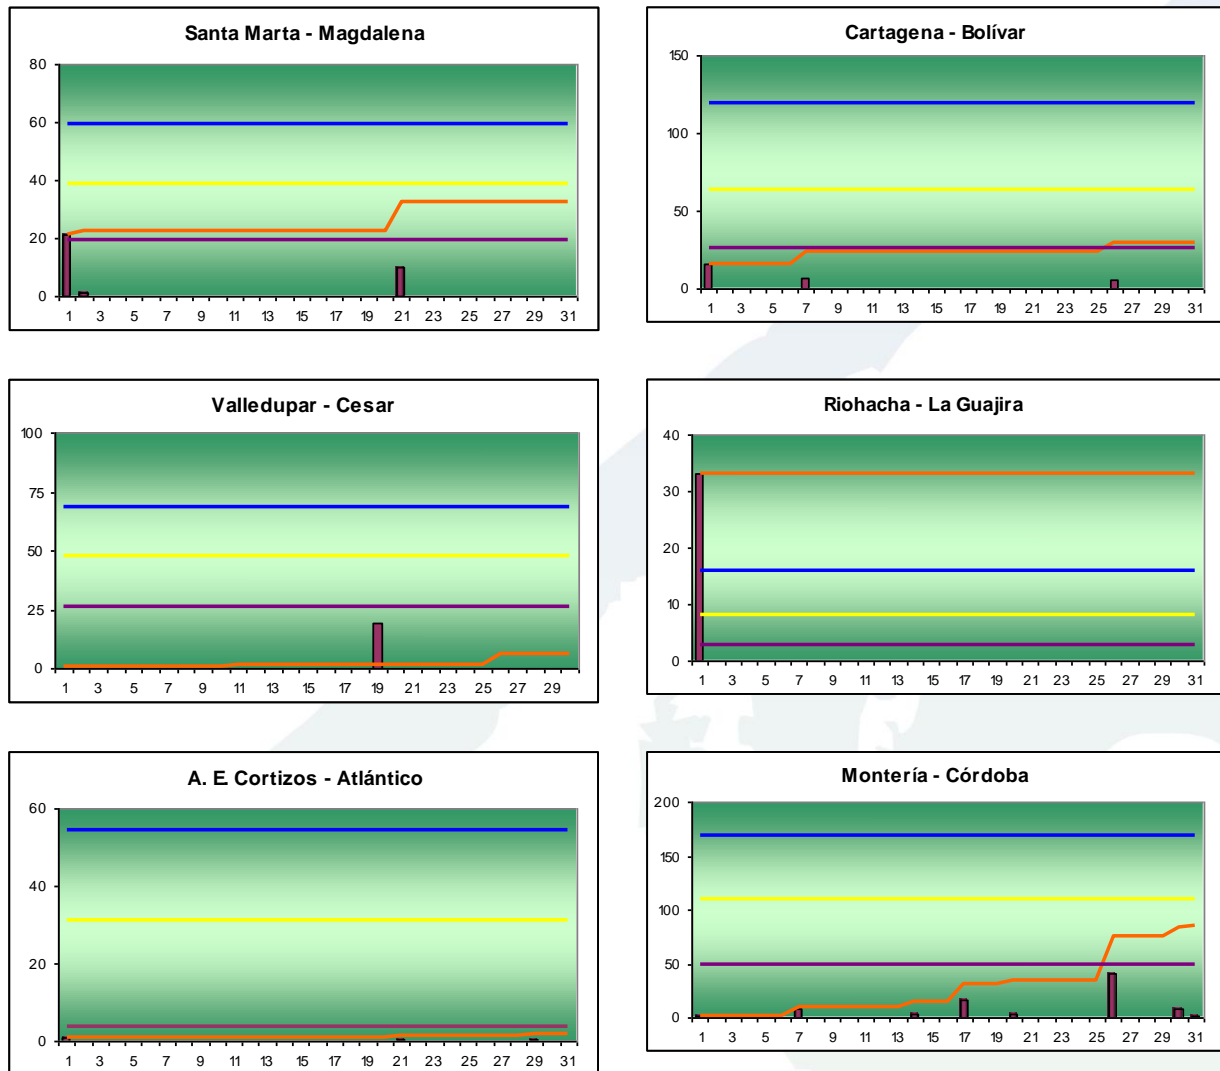 Santa Marta - Magdalena
80
60
40
20
0
1 3 5 7 9 11 13 15 17 19 21 23 25 27 29 31
Cartagena - Bolívar
150
100
50
0
1 3 5 7 9 11 13 15 17 19 21 23 25 27 29 31
Valledupar - Cesar
100
75
50
25
0
1 3 5 7 9 11 13 15 17 19 21 23 25 27 29
Riohacha - La Guajira
40
30
20
10
0
1 3 5 7 9 11 13 15 17 19 21 23 25 27 29 31
A. E. Cortizos - Atlántico
60
40
20
0
1 3 5 7 9 11 13 15 17 19 21 23 25 27 29 31
Montería - Córdoba
200
150
100
50
0
1 3 5 7 9 11 13 15 17 19 21 23 25 27 29 31